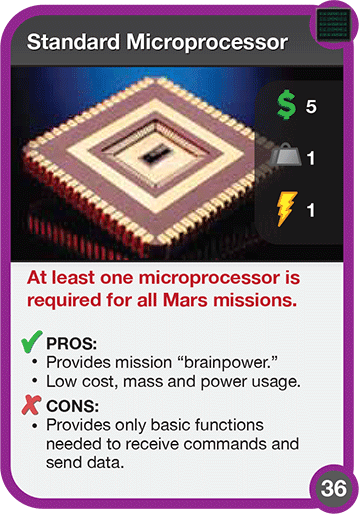 Standard Microprocessor
5
1
1
At least one microprocessor is
required for all Mars missions.
PROS:
• Provides mission “brainpower.”
• Low cost, mass and power usage.
CONS:
• Provides only basic functions
needed to receive commands and
send data.
36